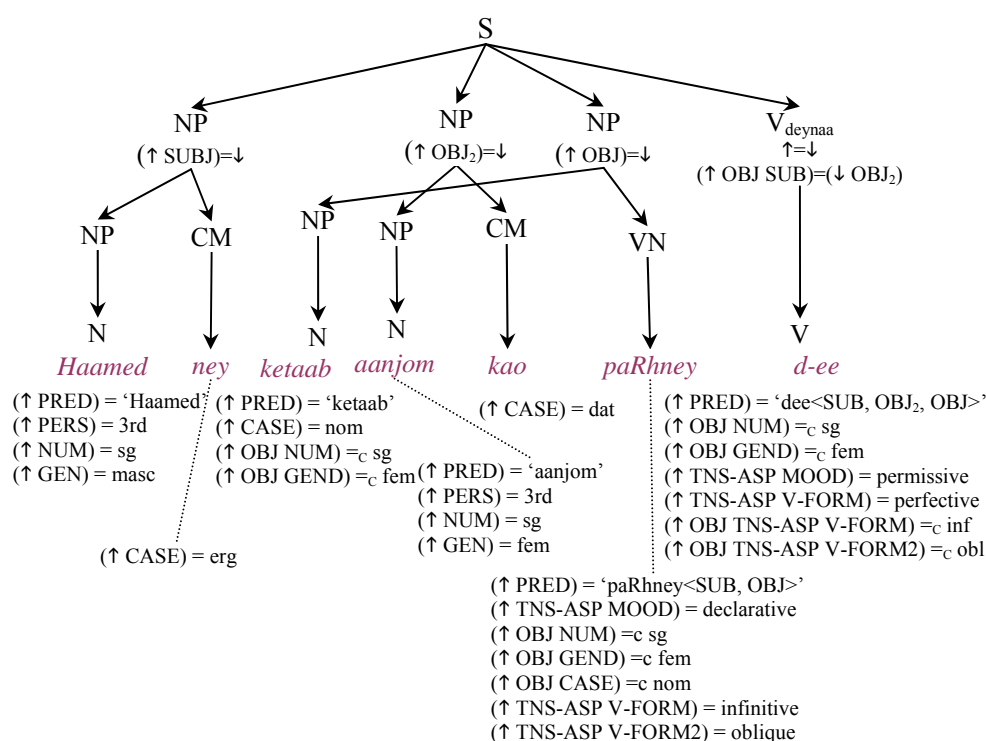 S
NP NP NP V_deynaa
(↑ SUBJ)=↓ (↑ OBJ₂)=↓ (↑ OBJ)=↓ ↑=↓
(↑ OBJ SUB)=(↓ OBJ₂)
NP CM NP NP CM VN
N N N V
Haamed ney ketaab aanjom kao paRhney d-ee
(↑ PRED) = ‘Haamed’
(↑ PERS) = 3rd
(↑ NUM) = sg
(↑ GEN) = masc
(↑ CASE) = erg
(↑ PRED) = ‘ketaab’
(↑ CASE) = nom
(↑ OBJ NUM) =C sg
(↑ OBJ GEND) =C fem
(↑ PRED) = ‘aanjom’
(↑ PERS) = 3rd
(↑ NUM) = sg
(↑ GEN) = fem
(↑ CASE) = dat
(↑ PRED) = ‘paRhney<SUB, OBJ>’
(↑ TNS-ASP MOOD) = declarative
(↑ OBJ NUM) =c sg
(↑ OBJ GEND) =c fem
(↑ OBJ CASE) =c nom
(↑ TNS-ASP V-FORM) = infinitive
(↑ TNS-ASP V-FORM2) = oblique
(↑ PRED) = ‘dee<SUB, OBJ₂, OBJ>’
(↑ OBJ NUM) =C sg
(↑ OBJ GEND) =C fem
(↑ TNS-ASP MOOD) = permissive
(↑ TNS-ASP V-FORM) = perfective
(↑ OBJ TNS-ASP V-FORM) =C inf
(↑ OBJ TNS-ASP V-FORM2) =C obl